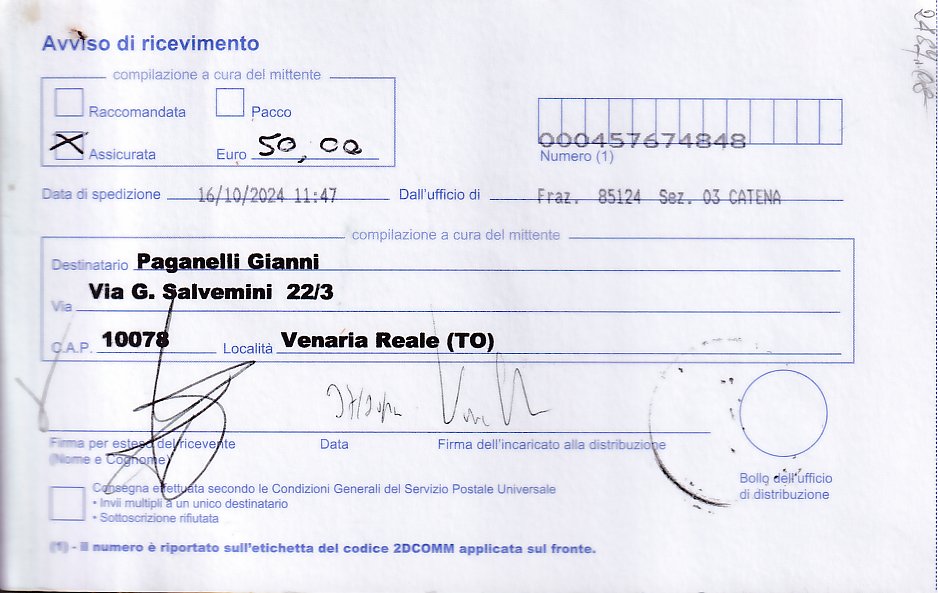 Avviso di ricevimento
compilazione a cura del mittente
Raccomandata Pacco
Assicurata Euro 50,00
000457674848
Numero (1)
Data di spedizione 16/10/2024 11:47 Dall'ufficio di Fraz. 85124 Sez. 03 CATENA
compilazione a cura del mittente
Destinatario Paganelli Gianni
Via Via G. Salvemini 22/3
C.A.P. 10078 Località Venaria Reale (TO)
Firma per esteso del ricevente Data Firma dell'incaricato alla distribuzione
(Nome e Cognome)
Bollo dell'ufficio
di distribuzione
Consegna effettuata secondo le Condizioni Generali del Servizio Postale Universale
• Invii multipli a un unico destinatario
• Sottoscrizione rifiutata
(1) - Il numero è riportato sull'etichetta del codice 2DCOMM applicata sul fronte.